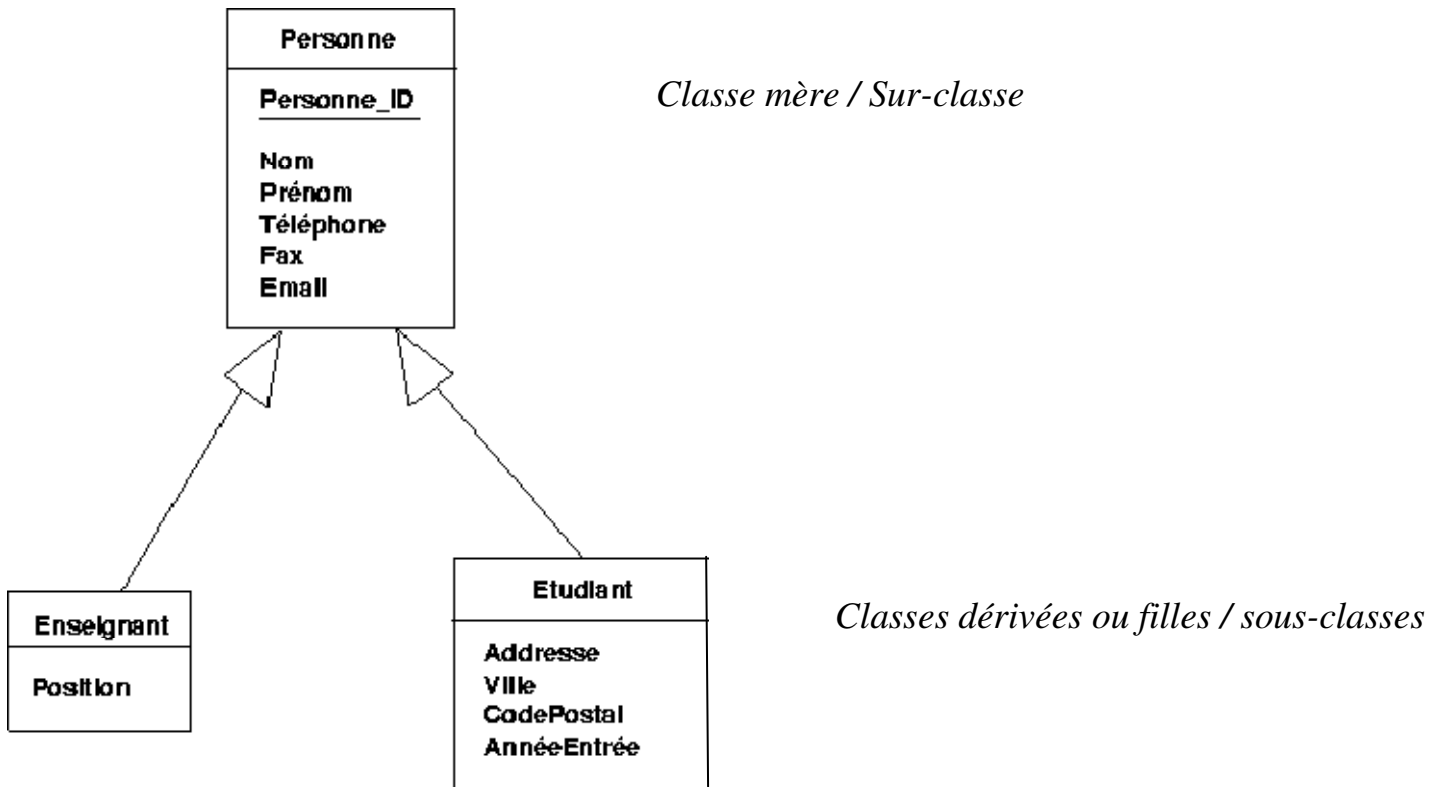 Personne
Personne_ID
Classe mère / Sur-classe
Nom
Prénom
Téléphone
Fax
Email
Enseignant
Position
Etudiant
Addresse
Ville
CodePostal
AnnéeEntrée
Classes dérivées ou filles / sous-classes